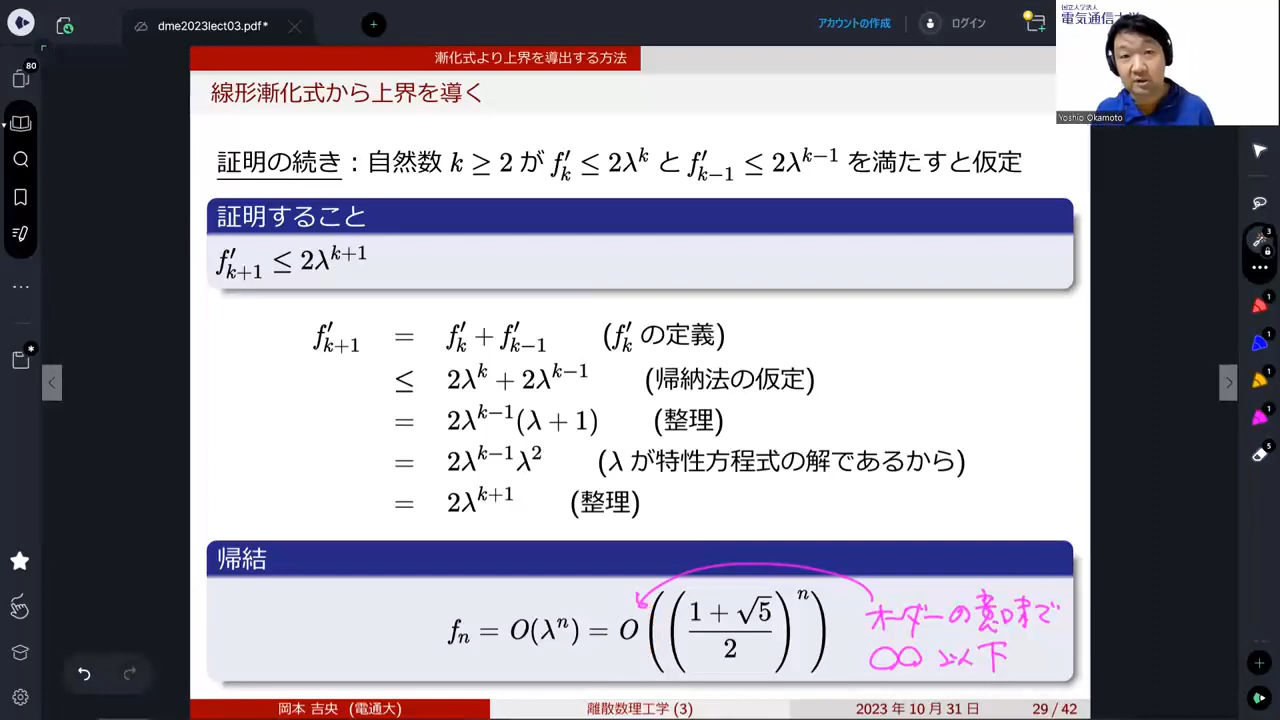 dme2023lect03.pdf*
アカウントの作成
ログイン
国立大学法人
電気通信大学
Yoshio Okamoto
80
漸化式より上界を導出する方法
線形漸化式から上界を導く
証明の続き：自然数 k ≥ 2 が f′_k ≤ 2λ^k と f′_{k−1} ≤ 2λ^{k−1} を満たすと仮定
証明すること
f′_{k+1} ≤ 2λ^{k+1}
f′_{k+1} = f′_k + f′_{k−1} (f′_k の定義)
≤ 2λ^k + 2λ^{k−1} (帰納法の仮定)
= 2λ^{k−1}(λ + 1) (整理)
= 2λ^{k−1}λ^2 (λ が特性方程式の解であるから)
= 2λ^{k+1} (整理)
帰結
f_n = O(λ^n) = O(((1 + √5)/2)^n)
オーダーの意味で
○○ 以下
岡本 吉央 (電通大)
離散数理工学 (3)
2023 年 10 月 31 日
29 / 42
3
1
1
1
1
5